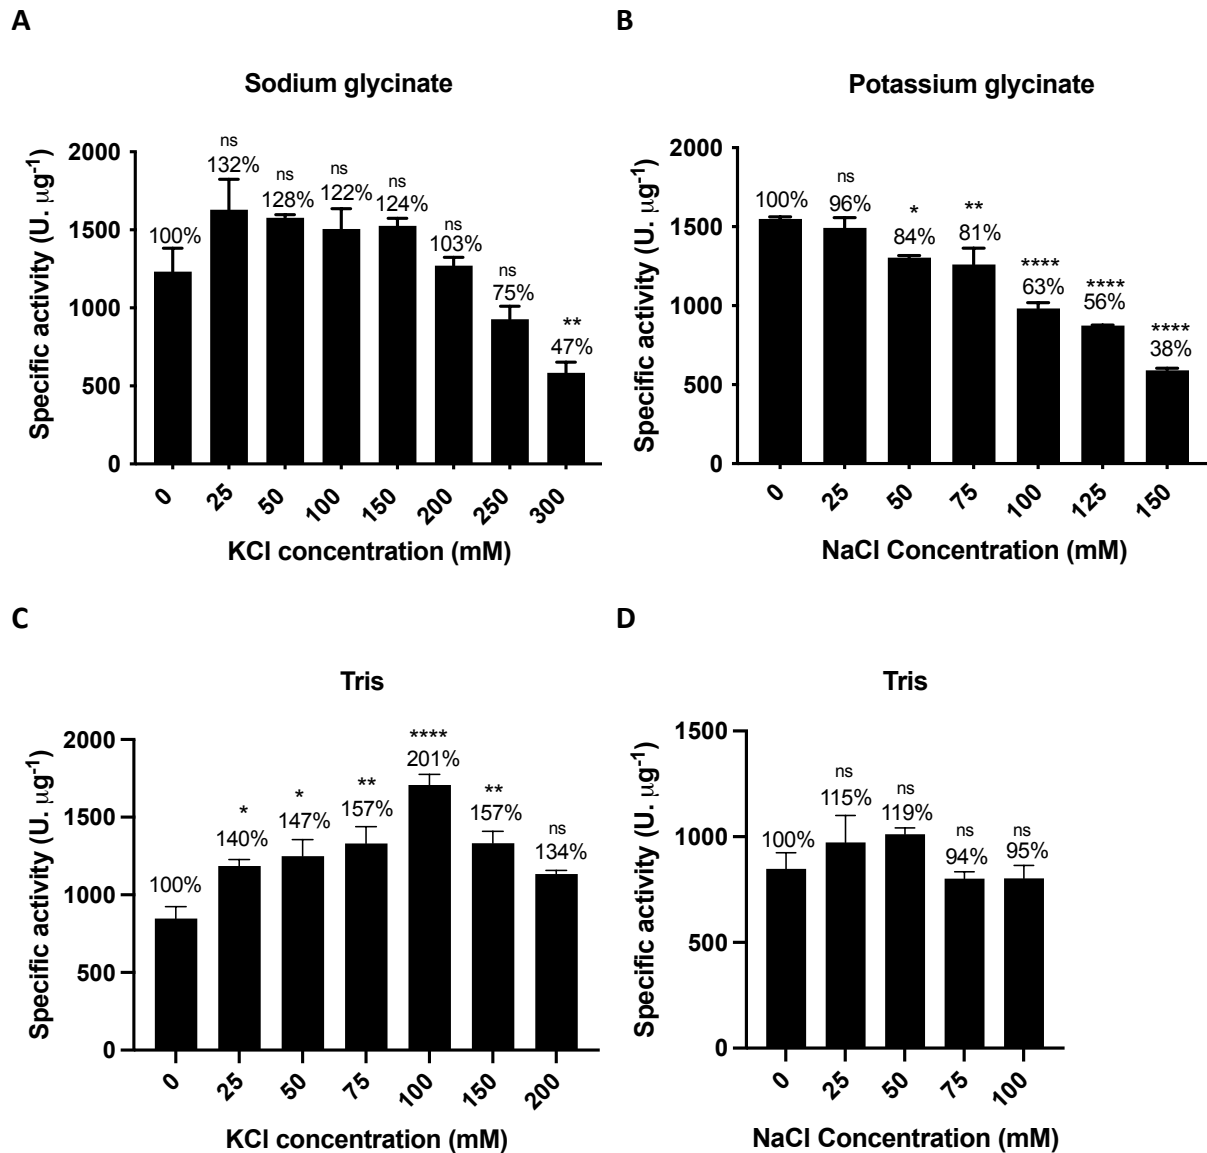 A
Sodium glycinate
Specific activity (U. μg-1)
2000
1500
1000
500
0
100%
ns
132%
ns
128%
ns
122%
ns
124%
ns
103%
ns
75%
**
47%
0 25 50 100 150 200 250 300
KCl concentration (mM)
B
Potassium glycinate
Specific activity (U. μg-1)
2000
1500
1000
500
0
100%
ns
96%
*
84%
**
81%
****
63%
****
56%
****
38%
0 25 50 75 100 125 150
NaCl Concentration (mM)
C
Tris
Specific activity (U. μg-1)
2000
1500
1000
500
0
100%
*
140%
*
147%
**
157%
****
201%
**
157%
ns
134%
0 25 50 75 100 150 200
KCl concentration (mM)
D
Tris
Specific activity (U. μg-1)
1500
1000
500
0
100%
ns
115%
ns
119%
ns
94%
ns
95%
0 25 50 75 100
NaCl Concentration (mM)